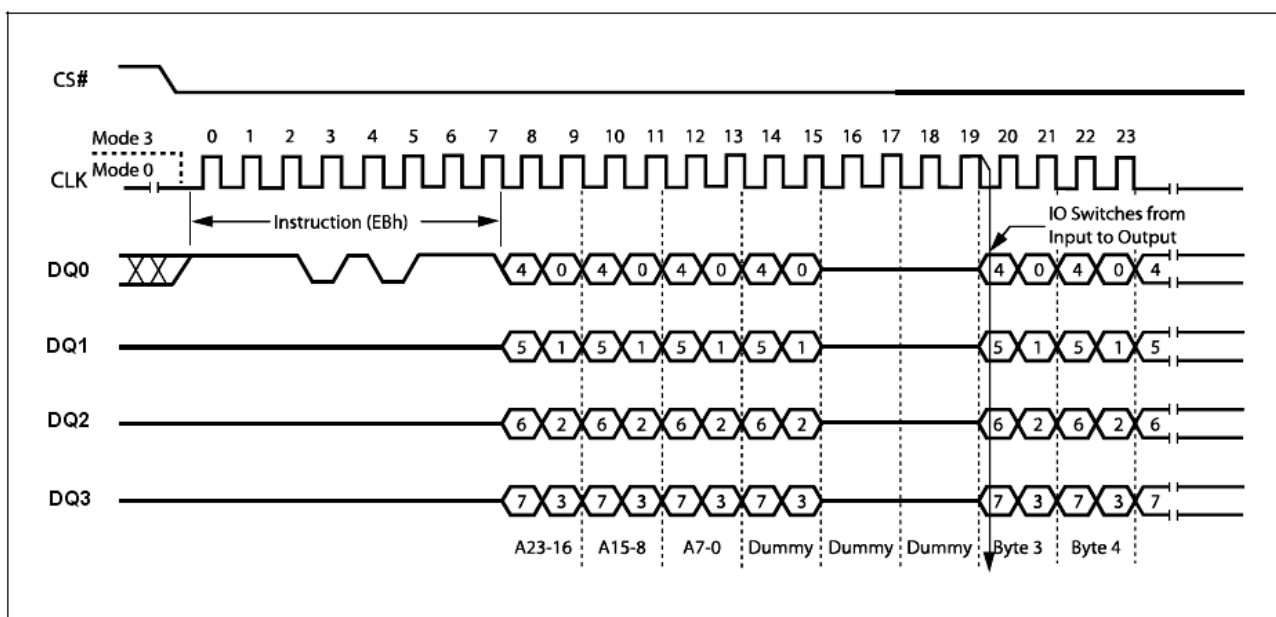 CS#
Mode 3
0 1 2 3 4 5 6 7 8 9 10 11 12 13 14 15 16 17 18 19 20 21 22 23
CLK Mode 0
Instruction (EBh)
IO Switches from
Input to Output
DQ0 4 0 4 0 4 0 4 0 4 0 4 0 4
DQ1 5 1 5 1 5 1 5 1 5 1 5 1 5
DQ2 6 2 6 2 6 2 6 2 6 2 6 2 6
DQ3 7 3 7 3 7 3 7 3 7 3 7 3 7
A23-16 A15-8 A7-0 Dummy Dummy Dummy Byte 3 Byte 4